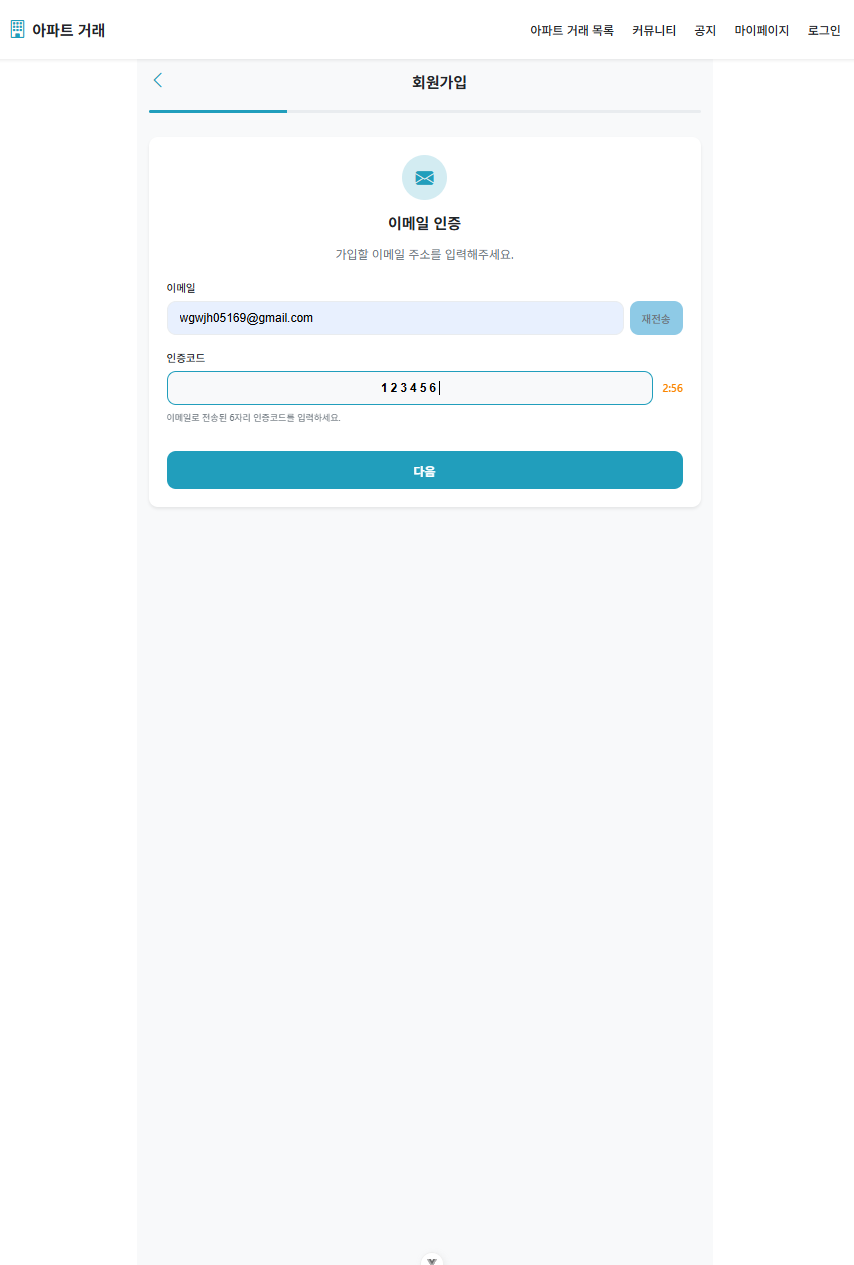 아파트 거래
아파트 거래 목록 커뮤니티 공지 마이페이지 로그인
회원가입
이메일 인증
가입할 이메일 주소를 입력해주세요.
이메일
wgwjh05169@gmail.com 재전송
인증코드
123456 2:56
이메일로 전송된 6자리 인증코드를 입력하세요.
다음